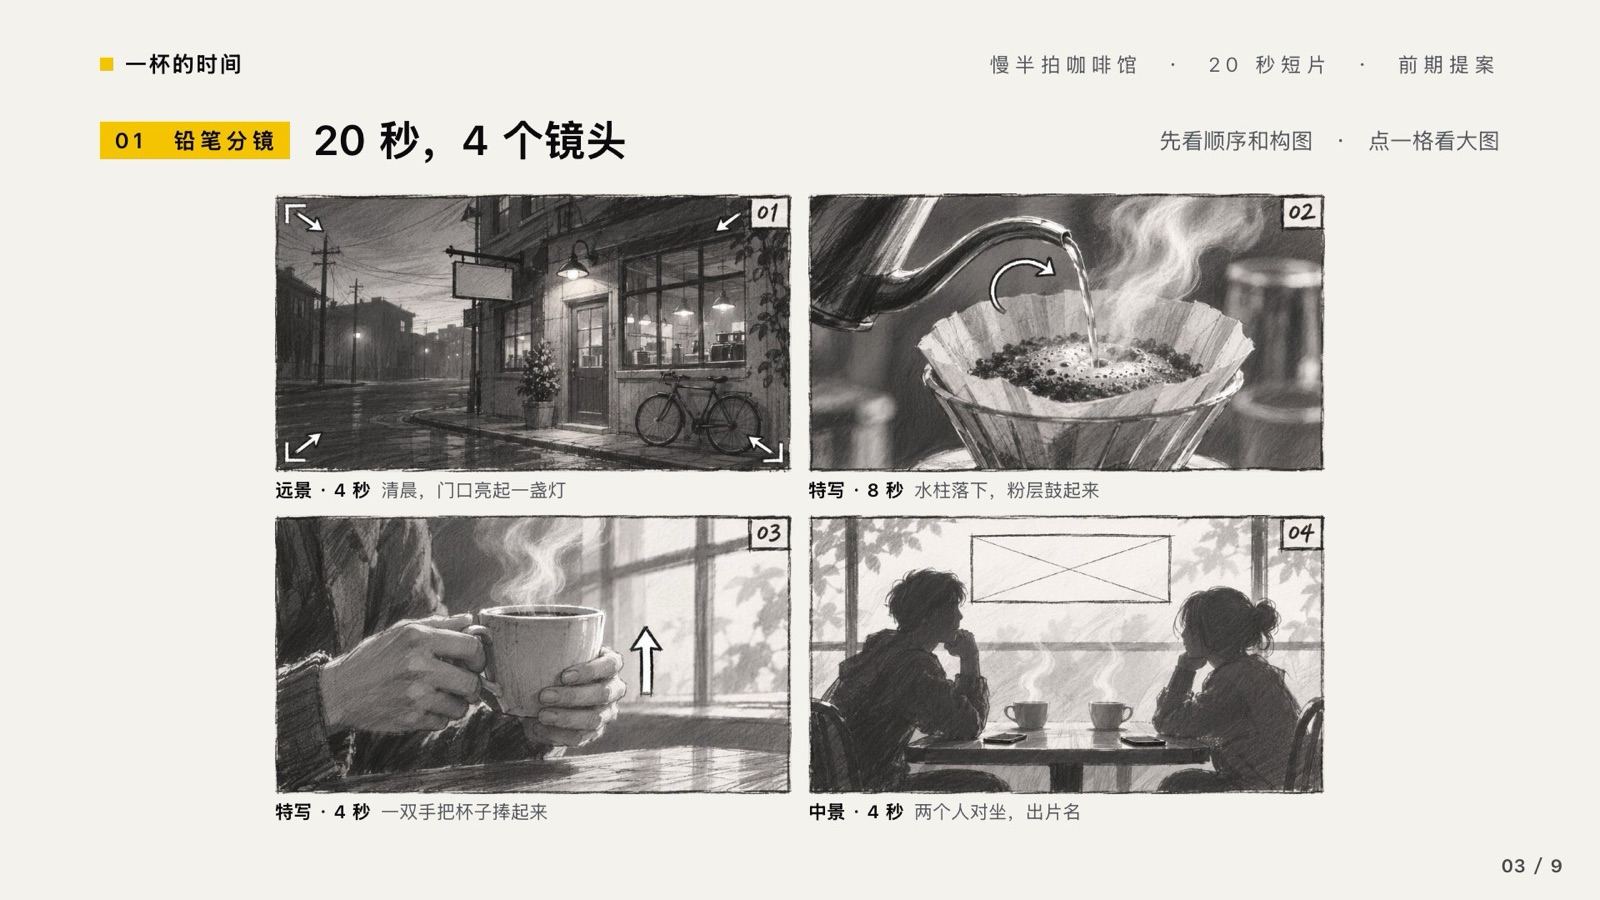 一杯的时间
慢半拍咖啡馆 · 20 秒短片 · 前期提案
01 铅笔分镜
20 秒，4 个镜头
先看顺序和构图 · 点一格看大图
01
02
远景 · 4 秒 清晨，门口亮起一盏灯
特写 · 8 秒 水柱落下，粉层鼓起来
03
04
特写 · 4 秒 一双手把杯子捧起来
中景 · 4 秒 两个人对坐，出片名
03 / 9